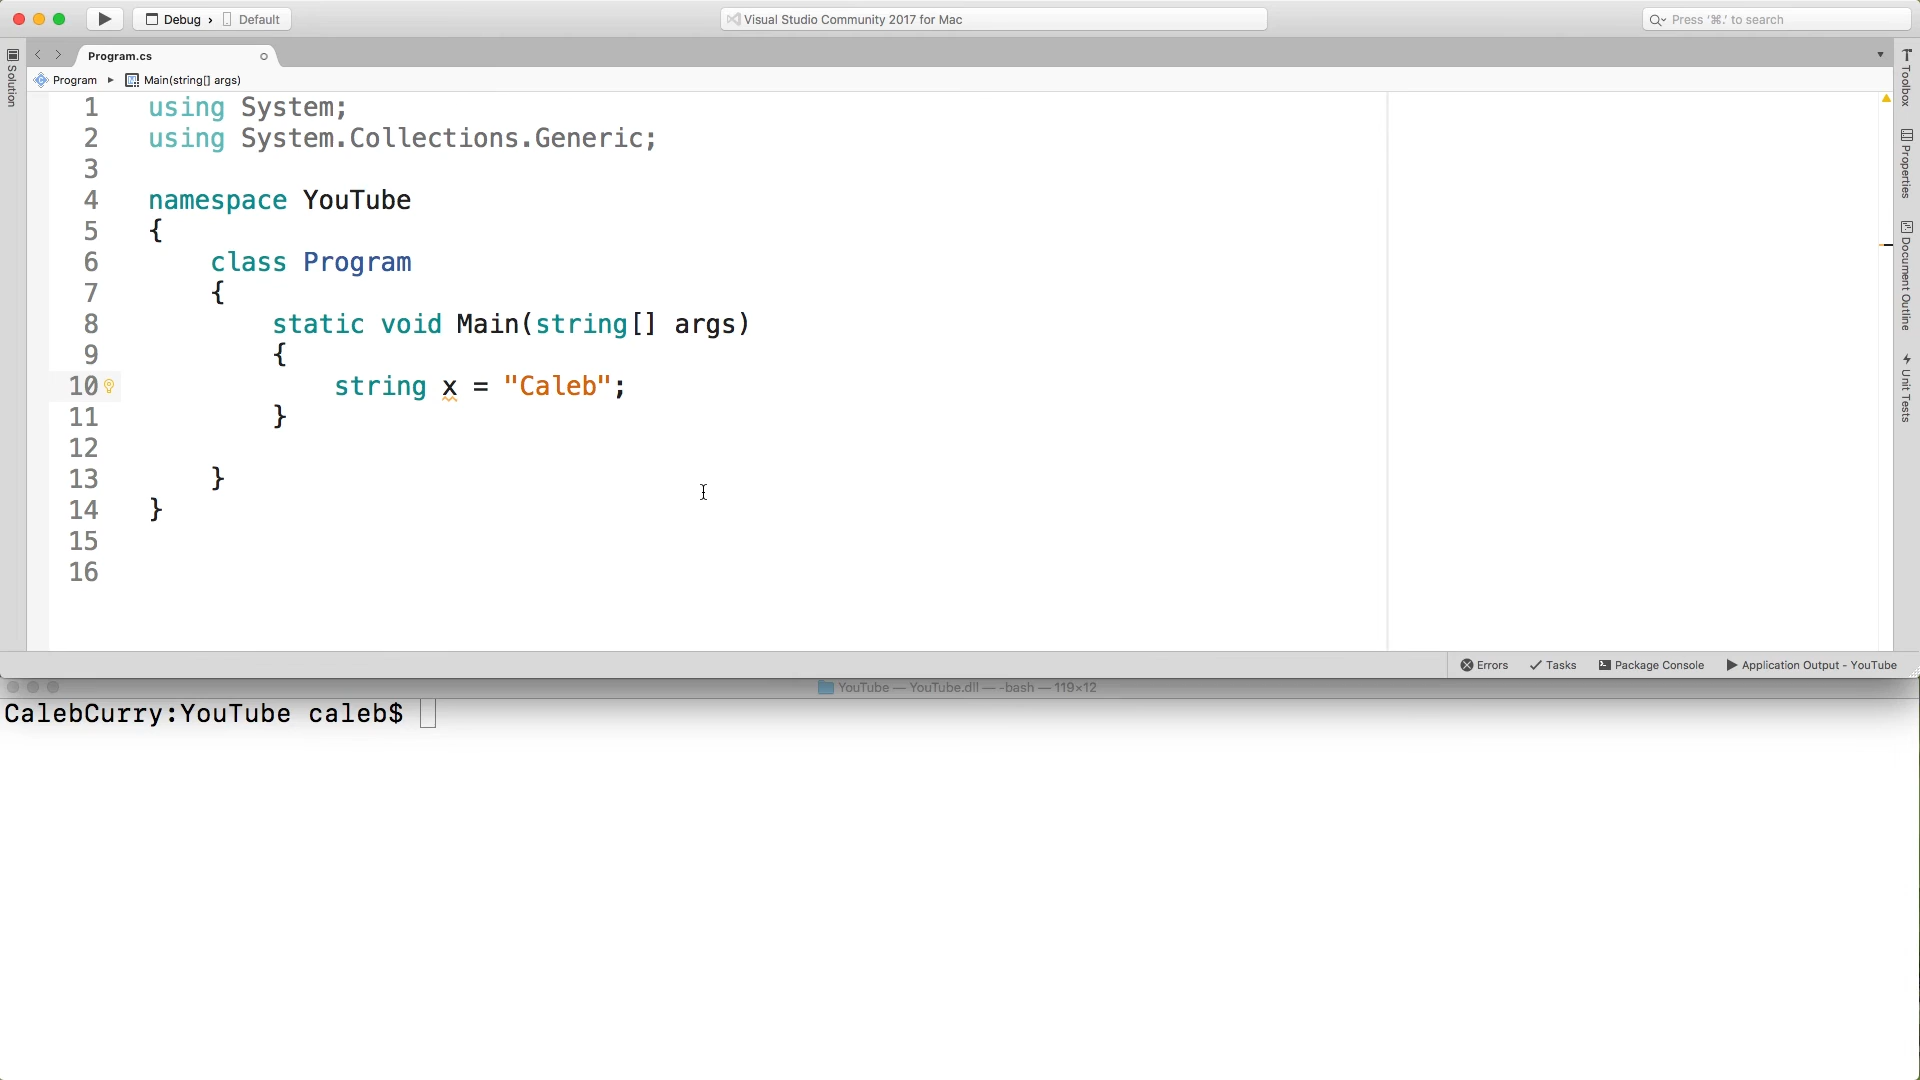 Debug › Default
Visual Studio Community 2017 for Mac
Press ‘⌘.’ to search
Program.cs
Program ▸ Main(string[] args)
Solution
Toolbox
Properties
Document Outline
Unit Tests
1 using System;
2 using System.Collections.Generic;
3
4 namespace YouTube
5 {
6 class Program
7 {
8 static void Main(string[] args)
9 {
10 string x = "Caleb";
11 }
12
13 }
14 }
15
16
Errors Tasks Package Console Application Output - YouTube
YouTube — YouTube.dll — -bash — 119×12
CalebCurry:YouTube caleb$